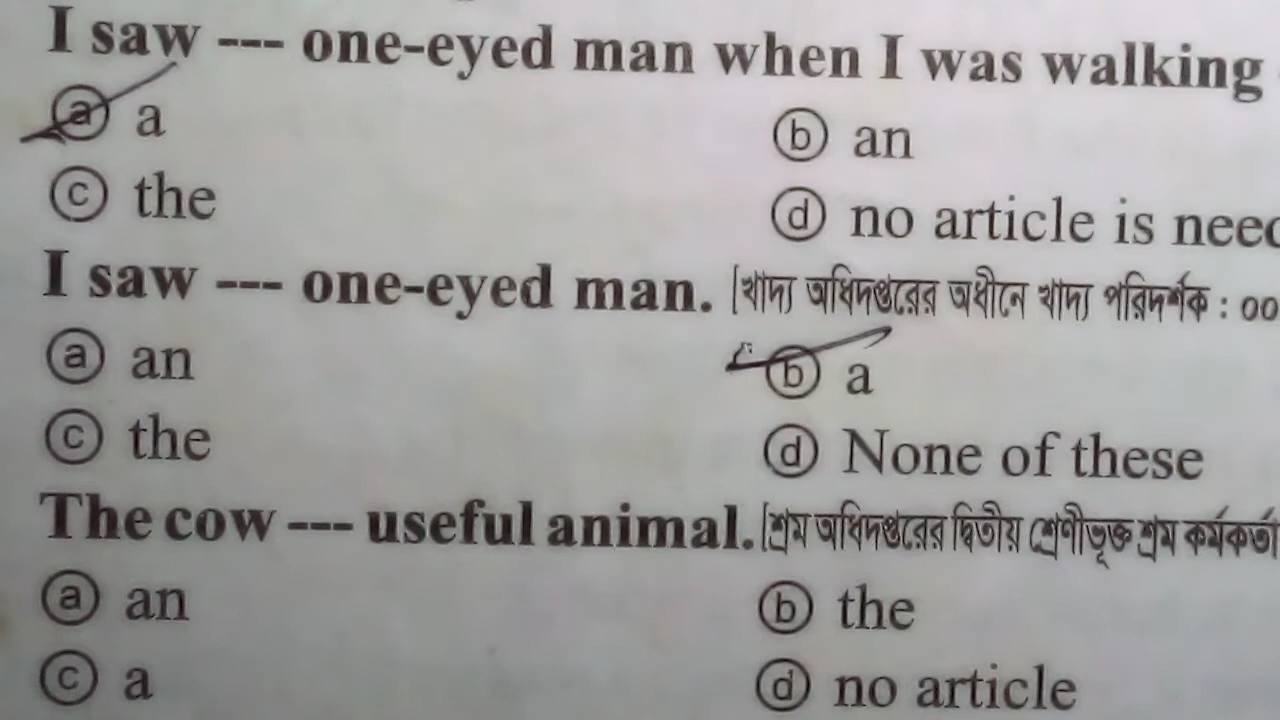 I saw --- one-eyed man when I was walking
ⓐ a ⓑ an
ⓒ the ⓓ no article is need
I saw --- one-eyed man. [খাদ্য অধিদপ্তরের অধীনে খাদ্য পরিদর্শক : ০০
ⓐ an ⓑ a
ⓒ the ⓓ None of these
The cow --- useful animal. [শ্রম অধিদপ্তরের দ্বিতীয় শ্রেণীভূক্ত শ্রম কর্মকর্তা
ⓐ an ⓑ the
ⓒ a ⓓ no article